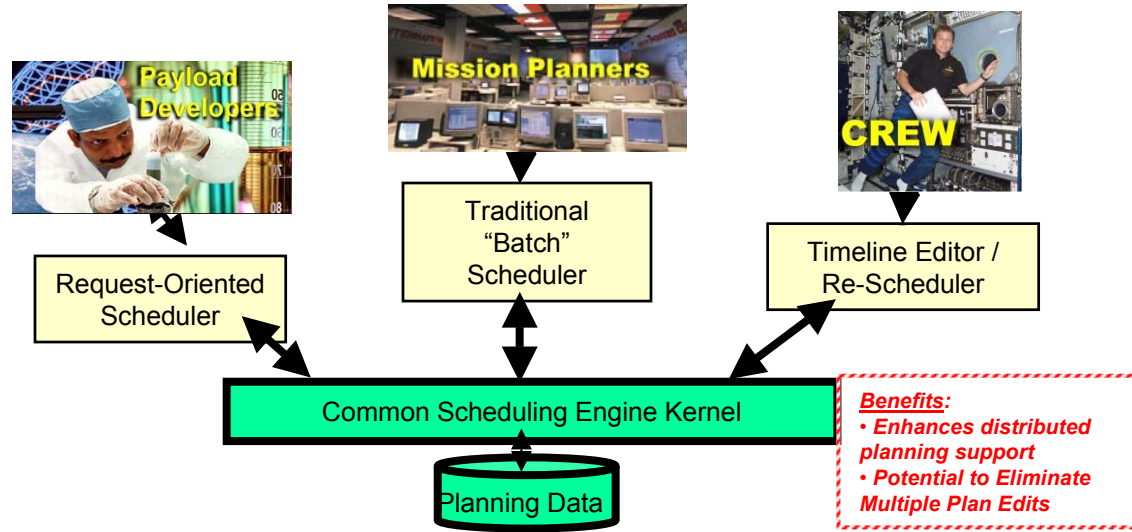 Payload
Developers
Mission Planners
CREW
Request-Oriented
Scheduler
Traditional
“Batch”
Scheduler
Timeline Editor /
Re-Scheduler
Common Scheduling Engine Kernel
Planning Data
Benefits:
• Enhances distributed
planning support
• Potential to Eliminate
Multiple Plan Edits